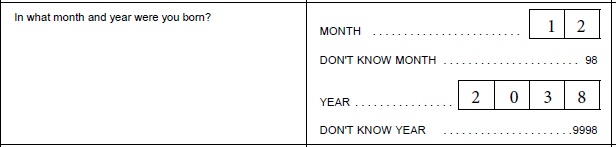 In what month and year were you born?
MONTH ........................ 1 2
DON'T KNOW MONTH ...................... 98
YEAR ................ 2 0 3 8
DON'T KNOW YEAR .....................9998